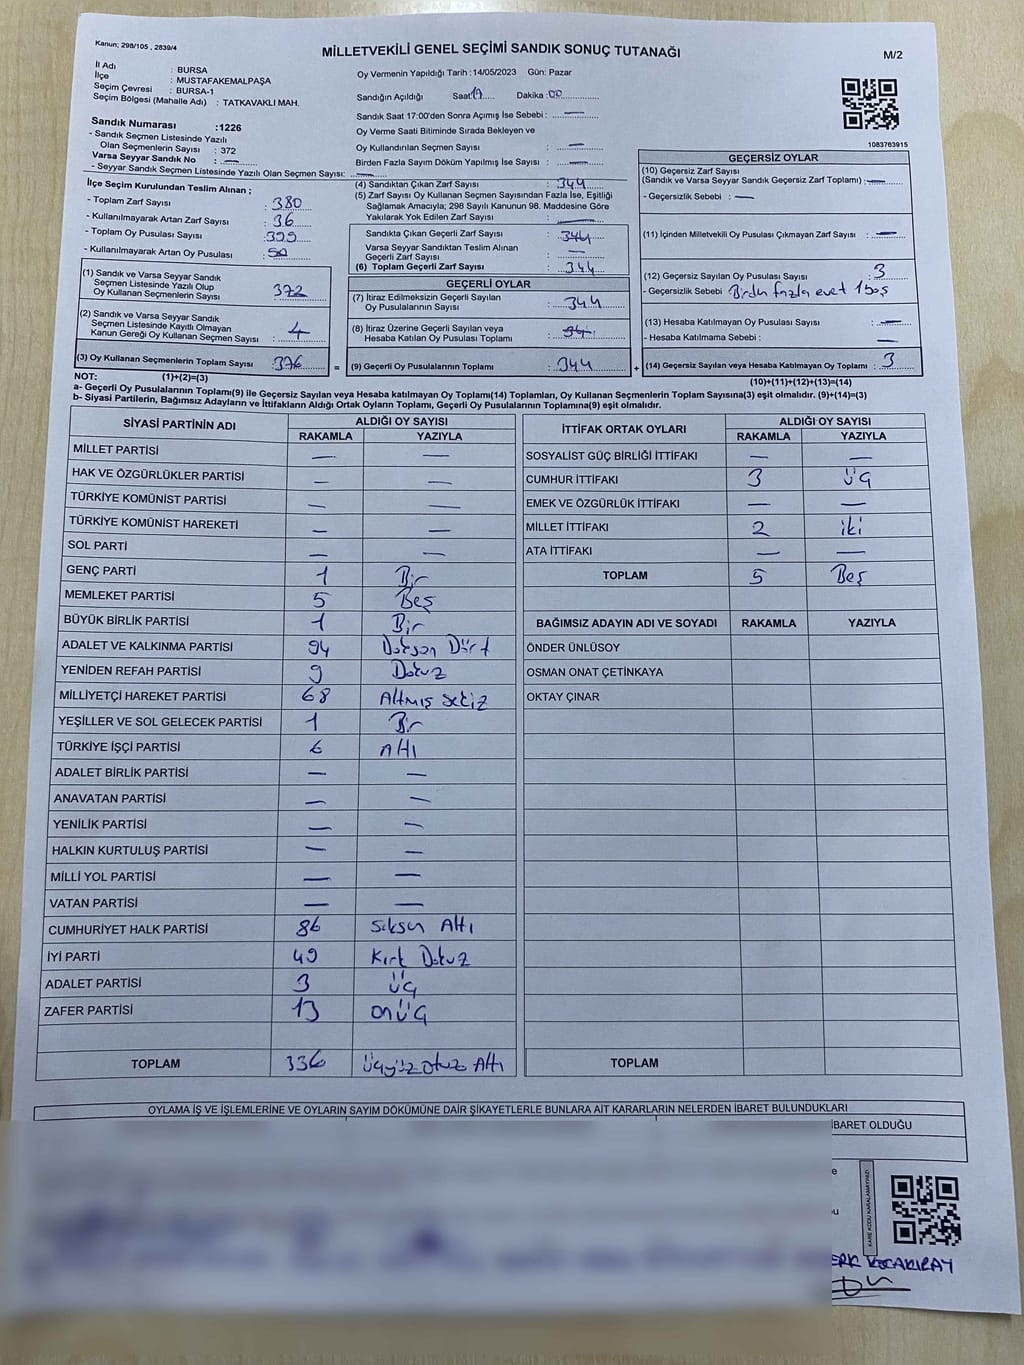 Kanun; 298/105 , 2839/4
MİLLETVEKİLİ GENEL SEÇİMİ SANDIK SONUÇ TUTANAĞI
M/2
İl Adı : BURSA
İlçe : MUSTAFAKEMALPAŞA
Seçim Çevresi : BURSA-1
Seçim Bölgesi (Mahalle Adı) : TATKAVAKLI MAH.
Sandık Numarası :1226
- Sandık Seçmen Listesinde Yazılı
Olan Seçmenlerin Sayısı : 372
Varsa Seyyar Sandık No : —
- Seyyar Sandık Seçmen Listesinde Yazılı Olan Seçmen Sayısı: —
Oy Vermenin Yapıldığı Tarih :14/05/2023 Gün: Pazar
Sandığın Açıldığı Saat:17 Dakika :00
Sandık Saat 17:00'den Sonra Açımış İse Sebebi : —
Oy Verme Saati Bitiminde Sırada Bekleyen ve
Oy Kullandırılan Seçmen Sayısı : —
Birden Fazla Sayım Döküm Yapılmış İse Sayısı : —
1083763915
İlçe Seçim Kurulundan Teslim Alınan ;
- Toplam Zarf Sayısı : 380
- Kullanılmayarak Artan Zarf Sayısı : 36
- Toplam Oy Pusulası Sayısı : 399
- Kullanılmayarak Artan Oy Pusulası : 50
(1) Sandık ve Varsa Seyyar Sandık
Seçmen Listesinde Yazılı Olup
Oy Kullanan Seçmenlerin Sayısı : 372
(2) Sandık ve Varsa Seyyar Sandık
Seçmen Listesinde Kayıtlı Olmayan
Kanun Gereği Oy Kullanan Seçmen Sayısı : 4
(3) Oy Kullanan Seçmenlerin Toplam Sayısı : 376
(4) Sandıktan Çıkan Zarf Sayısı : 344
(5) Zarf Sayısı Oy Kullanan Seçmen Sayısından Fazla İse, Eşitliği
Sağlamak Amacıyla; 298 Sayılı Kanunun 98. Maddesine Göre
Yakılarak Yok Edilen Zarf Sayısı : —
Sandıkta Çıkan Geçerli Zarf Sayısı : 344
Varsa Seyyar Sandıktan Teslim Alınan
Geçerli Zarf Sayısı : —
(6) Toplam Geçerli Zarf Sayısı : 344
GEÇERLİ OYLAR
(7) İtiraz Edilmeksizin Geçerli Sayılan
Oy Pusulalarının Sayısı : 344
(8) İtiraz Üzerine Geçerli Sayılan veya
Hesaba Katılan Oy Pusulası Toplamı :
= (9) Geçerli Oy Pusulalarının Toplamı : 344
GEÇERSİZ OYLAR
(10) Geçersiz Zarf Sayısı
(Sandık ve Varsa Seyyar Sandık Geçersiz Zarf Toplamı) : —
- Geçersizlik Sebebi : —
(11) İçinden Milletvekili Oy Pusulası Çıkmayan Zarf Sayısı : —
(12) Geçersiz Sayılan Oy Pusulası Sayısı : 3
- Geçersizlik Sebebi Birden fazla evet 1 boş
(13) Hesaba Katılmayan Oy Pusulası Sayısı : —
- Hesaba Katılmama Sebebi : —
+ (14) Geçersiz Sayılan veya Hesaba Katılmayan Oy Toplamı : 3
NOT: (1)+(2)=(3)
(10)+(11)+(12)+(13)=(14)
a- Geçerli Oy Pusulalarının Toplamı(9) ile Geçersiz Sayılan veya Hesaba katılmayan Oy Toplamı(14) Toplamları, Oy Kullanan Seçmenlerin Toplam Sayısına(3) eşit olmalıdır. (9)+(14)=(3)
b- Siyasi Partilerin, Bağımsız Adayların ve İttifakların Aldığı Ortak Oyların Toplamı, Geçerli Oy Pusulalarının Toplamına(9) eşit olmalıdır.
SİYASİ PARTİNİN ADI ALDIĞI OY SAYISI
RAKAMLA YAZIYLA
MİLLET PARTİSİ — —
HAK VE ÖZGÜRLÜKLER PARTİSİ — —
TÜRKİYE KOMÜNİST PARTİSİ — —
TÜRKİYE KOMÜNİST HAREKETİ — —
SOL PARTİ — —
GENÇ PARTİ 1 Bir
MEMLEKET PARTİSİ 5 Beş
BÜYÜK BİRLİK PARTİSİ 1 Bir
ADALET VE KALKINMA PARTİSİ 94 Doksan Dört
YENİDEN REFAH PARTİSİ 9 Dokuz
MİLLİYETÇİ HAREKET PARTİSİ 68 Altmış sekiz
YEŞİLLER VE SOL GELECEK PARTİSİ 1 Bir
TÜRKİYE İŞÇİ PARTİSİ 6 Altı
ADALET BİRLİK PARTİSİ — —
ANAVATAN PARTİSİ — —
YENİLİK PARTİSİ — —
HALKIN KURTULUŞ PARTİSİ — —
MİLLİ YOL PARTİSİ — —
VATAN PARTİSİ — —
CUMHURİYET HALK PARTİSİ 86 Seksen Altı
İYİ PARTİ 49 Kırk Dokuz
ADALET PARTİSİ 3 üç
ZAFER PARTİSİ 13 onüç
TOPLAM 336 üçyüzotuz Altı
İTTİFAK ORTAK OYLARI ALDIĞI OY SAYISI
RAKAMLA YAZIYLA
SOSYALİST GÜÇ BİRLİĞİ İTTİFAKI — —
CUMHUR İTTİFAKI 3 üç
EMEK VE ÖZGÜRLÜK İTTİFAKI — —
MİLLET İTTİFAKI 2 iki
ATA İTTİFAKI — —
TOPLAM 5 Beş
BAĞIMSIZ ADAYIN ADI VE SOYADI RAKAMLA YAZIYLA
ÖNDER ÜNLÜSOY
OSMAN ONAT ÇETİNKAYA
OKTAY ÇINAR
TOPLAM
OYLAMA İŞ VE İŞLEMLERİNE VE OYLARIN SAYIM DÖKÜMÜNE DAİR ŞİKAYETLERLE BUNLARA AİT KARARLARIN NELERDEN İBARET BULUNDUKLARI
İBARET OLDUĞU
KARE KODU KARALAMAYINIZ!